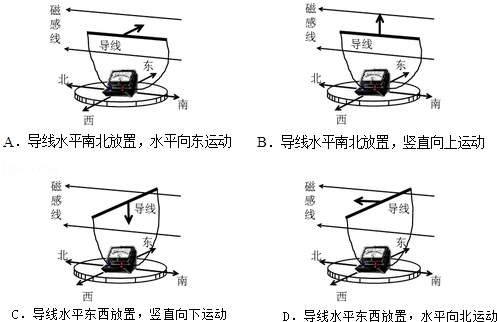 磁感线
导线
北
东
南
西
A．导线水平南北放置，水平向东运动
磁感线
导线
北
东
南
西
B．导线水平南北放置，竖直向上运动
磁感线
导线
北
东
南
西
C．导线水平东西放置，竖直向下运动
磁感线
导线
北
东
南
西
D．导线水平东西放置，水平向北运动